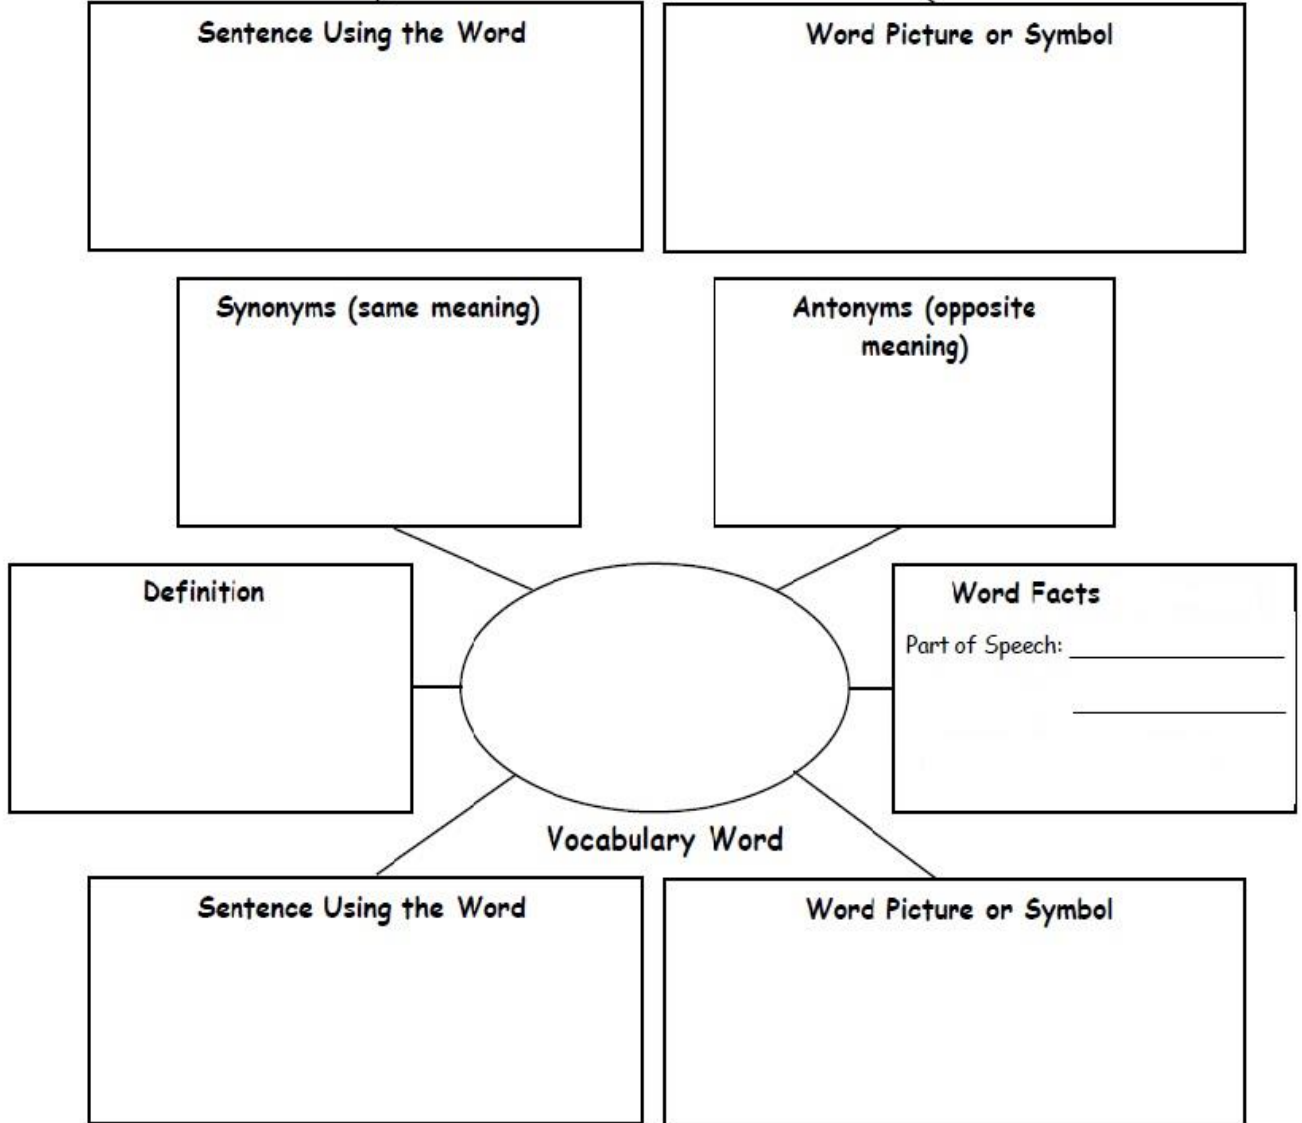 Sentence Using the Word
Word Picture or Symbol
Synonyms (same meaning)
Antonyms (opposite
meaning)
Definition
Word Facts
Part of Speech:
Vocabulary Word
Sentence Using the Word
Word Picture or Symbol